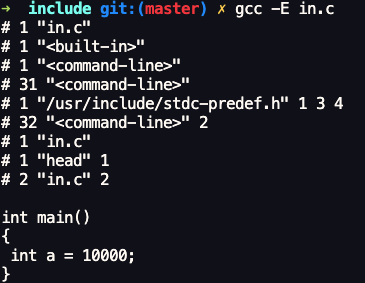 → include git:(master) ✗ gcc -E in.c
# 1 "in.c"
# 1 "<built-in>"
# 1 "<command-line>"
# 31 "<command-line>"
# 1 "/usr/include/stdc-predef.h" 1 3 4
# 32 "<command-line>" 2
# 1 "in.c"
# 1 "head" 1
# 2 "in.c" 2
int main()
{
int a = 10000;
}